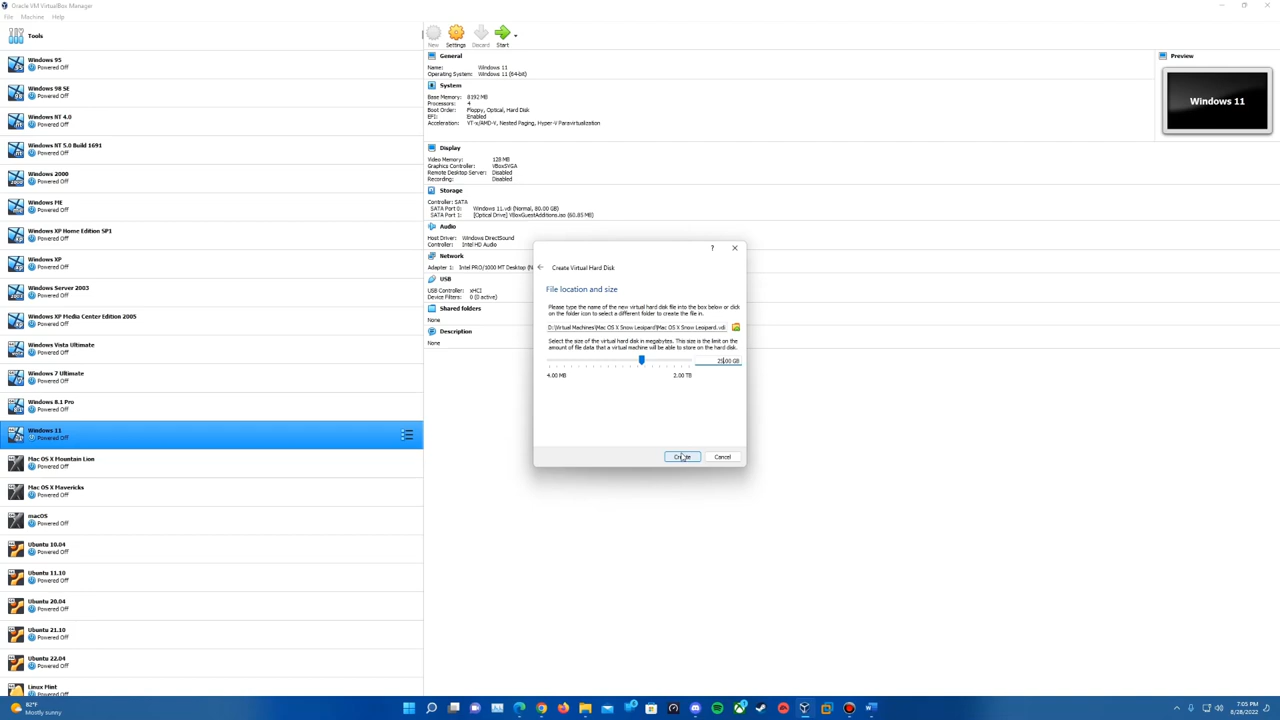 Oracle VM VirtualBox Manager
File Machine Help
Tools
Windows 95
Powered Off
Windows 98 SE
Powered Off
Windows NT 4.0
Powered Off
Windows NT 5.0 Build 1691
Powered Off
Windows 2000
Powered Off
Windows ME
Powered Off
Windows XP Home Edition SP1
Powered Off
Windows XP
Powered Off
Windows Server 2003
Powered Off
Windows XP Media Center Edition 2005
Powered Off
Windows Vista Ultimate
Powered Off
Windows 7 Ultimate
Powered Off
Windows 8.1 Pro
Powered Off
Windows 11
Powered Off
Mac OS X Mountain Lion
Powered Off
Mac OS X Mavericks
Powered Off
macOS
Powered Off
Ubuntu 10.04
Powered Off
Ubuntu 11.10
Powered Off
Ubuntu 20.04
Powered Off
Ubuntu 21.10
Powered Off
Ubuntu 22.04
Powered Off
Linux Mint
Powered Off
New Settings Discard Start
General
Name: Windows 11
Operating System: Windows 11 (64-bit)
System
Base Memory: 8192 MB
Processors: 4
Boot Order: Floppy, Optical, Hard Disk
EFI: Enabled
Acceleration: VT-x/AMD-V, Nested Paging, Hyper-V Paravirtualization
Display
Video Memory: 128 MB
Graphics Controller: VBoxSVGA
Remote Desktop Server: Disabled
Recording: Disabled
Storage
Controller: SATA
SATA Port 0: Windows 11.vdi (Normal, 80.00 GB)
SATA Port 1: [Optical Drive] VBoxGuestAdditions.iso (60.85 MB)
Audio
Host Driver: Windows DirectSound
Controller: Intel HD Audio
Network
Adapter 1: Intel PRO/1000 MT Desktop (N
USB
USB Controller: xHCI
Device Filters: 0 (0 active)
Shared folders
None
Description
None
Preview
Windows 11
?
Create Virtual Hard Disk
File location and size
Please type the name of the new virtual hard disk file into the box below or click
on the folder icon to select a different folder to create the file in.
D:\Virtual Machines\Mac OS X Snow Leopard\Mac OS X Snow Leopard.vdi
Select the size of the virtual hard disk in megabytes. This size is the limit on the
amount of file data that a virtual machine will be able to store on the hard disk.
25.00 GB
4.00 MB 2.00 TB
Create Cancel
82°F
Mostly sunny
7:05 PM
8/28/2022